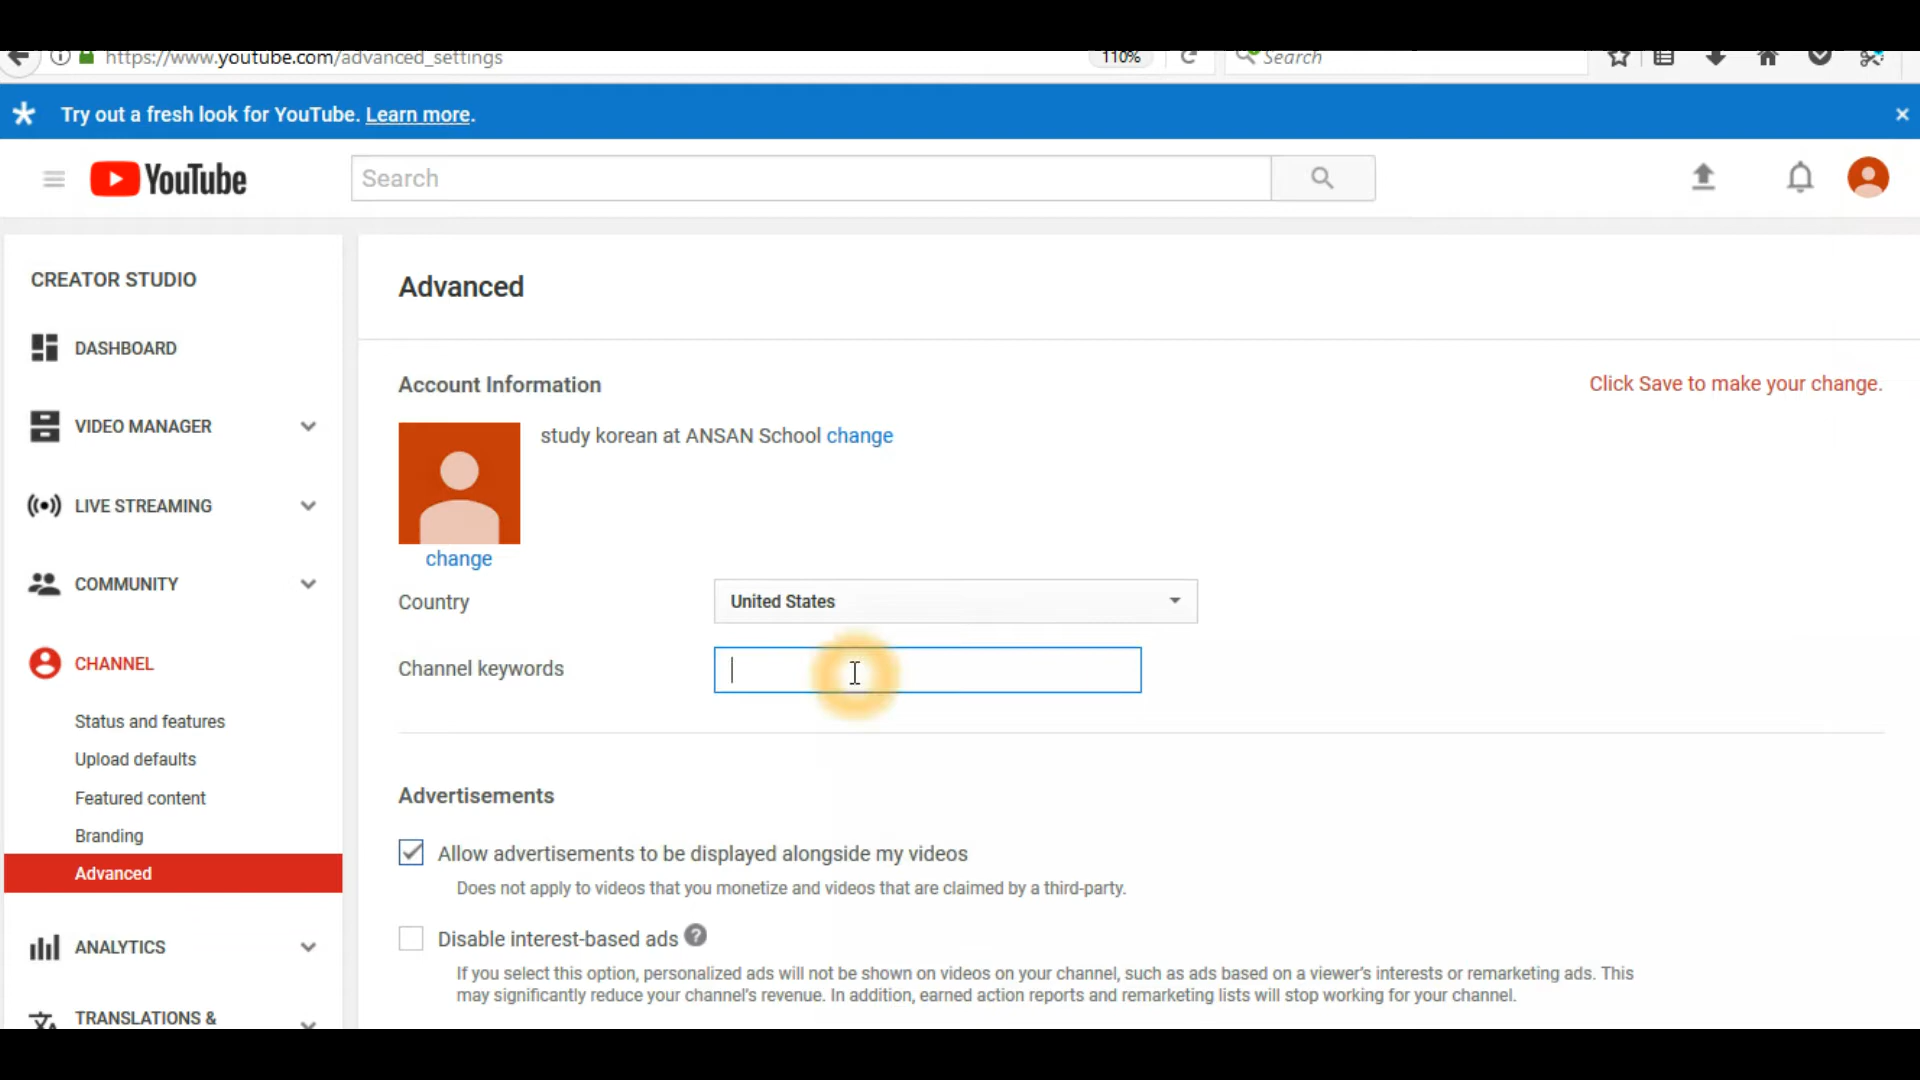 https://www.youtube.com/advanced_settings
110%
Search
Try out a fresh look for YouTube. Learn more.
YouTube
Search
CREATOR STUDIO
DASHBOARD
VIDEO MANAGER
LIVE STREAMING
COMMUNITY
CHANNEL
Status and features
Upload defaults
Featured content
Branding
Advanced
ANALYTICS
TRANSLATIONS &
Advanced
Account Information
Click Save to make your change.
study korean at ANSAN School change
change
Country
United States
Channel keywords
Advertisements
Allow advertisements to be displayed alongside my videos
Does not apply to videos that you monetize and videos that are claimed by a third-party.
Disable interest-based ads
If you select this option, personalized ads will not be shown on videos on your channel, such as ads based on a viewer's interests or remarketing ads. This
may significantly reduce your channel's revenue. In addition, earned action reports and remarketing lists will stop working for your channel.